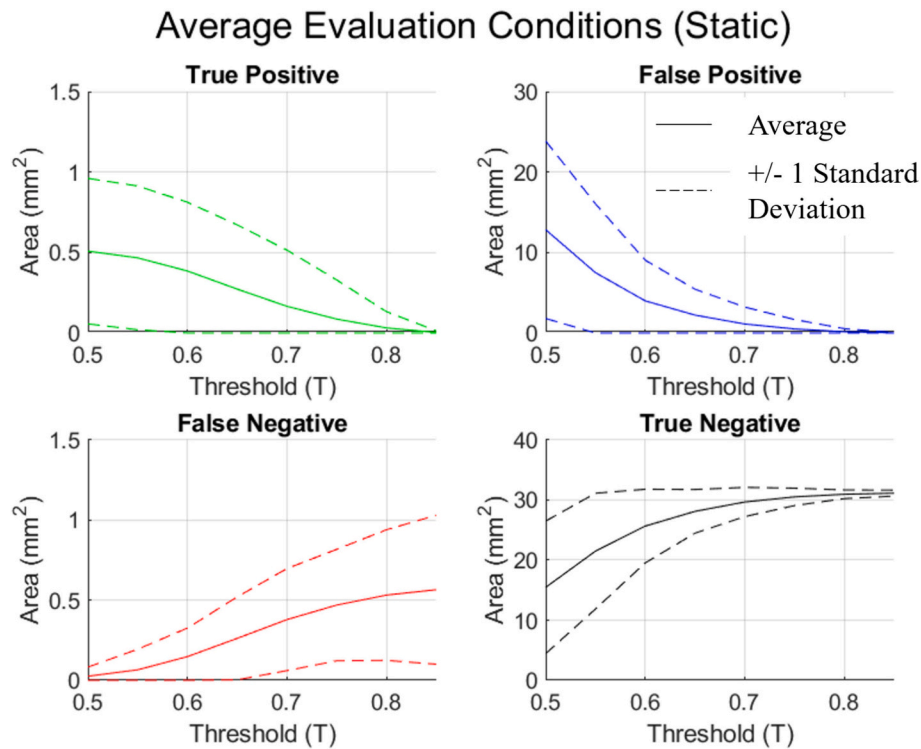 Average Evaluation Conditions (Static)
True Positive
1.5
1
0.5
0
Area (mm²)
0.5 0.6 0.7 0.8
Threshold (T)
False Positive
30
20
10
0
Area (mm²)
Average
+/- 1 Standard
Deviation
0.5 0.6 0.7 0.8
Threshold (T)
False Negative
1.5
1
0.5
0
Area (mm²)
0.5 0.6 0.7 0.8
Threshold (T)
True Negative
40
30
20
10
0
Area (mm²)
0.5 0.6 0.7 0.8
Threshold (T)